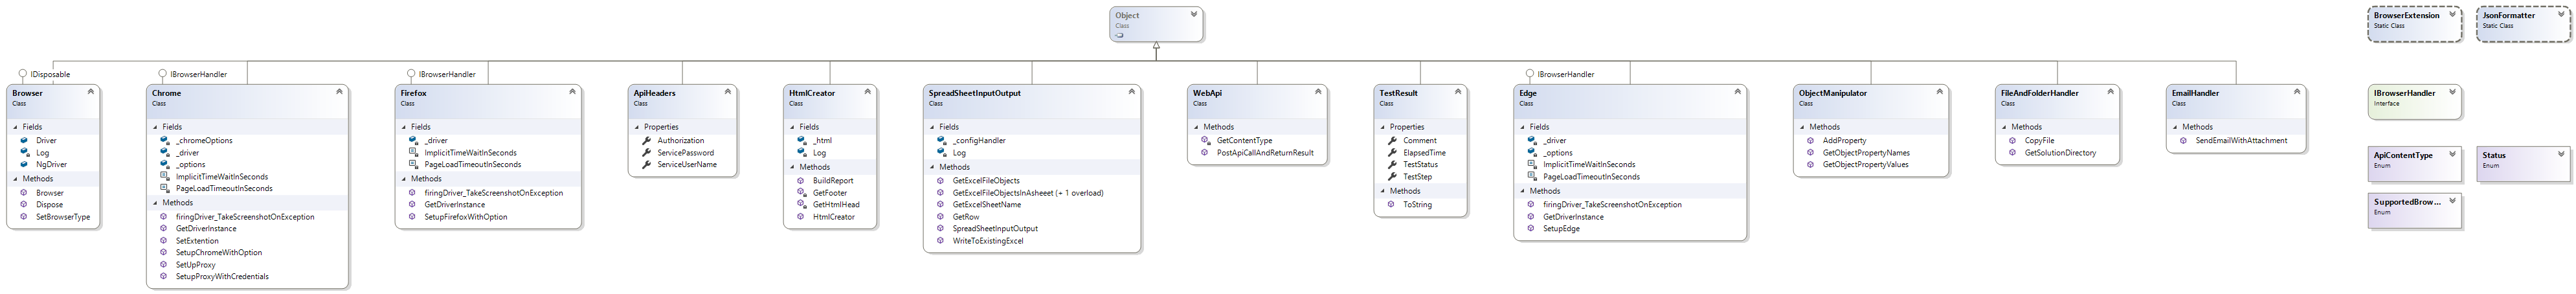 Object
Class
BrowserExtension
Static Class
JsonFormatter
Static Class
IDisposable
Browser
Class
Fields
Driver
Log
NgDriver
Methods
Browser
Dispose
SetBrowserType
IBrowserHandler
Chrome
Class
Fields
_chromeOptions
_driver
_options
ImplicitTimeWaitInSeconds
PageLoadTimeoutInSeconds
Methods
firingDriver_TakeScreenshotOnException
GetDriverInstance
SetExtention
SetupChromeWithOption
SetUpProxy
SetupProxyWithCredentials
IBrowserHandler
Firefox
Class
Fields
_driver
ImplicitTimeWaitInSeconds
PageLoadTimeoutInSeconds
Methods
firingDriver_TakeScreenshotOnException
GetDriverInstance
SetupFirefoxWithOption
ApiHeaders
Class
Properties
Authorization
ServicePassword
ServiceUserName
HtmlCreator
Class
Fields
_html
Log
Methods
BuildReport
GetFooter
GetHtmlHead
HtmlCreator
SpreadSheetInputOutput
Class
Fields
_configHandler
Log
Methods
GetExcelFileObjects
GetExcelFileObjectsInAsheeet (+ 1 overload)
GetExcelSheetName
GetRow
SpreadSheetInputOutput
WriteToExistingExcel
WebApi
Class
Methods
GetContentType
PostApiCallAndReturnResult
TestResult
Class
Properties
Comment
ElapsedTime
TestStatus
TestStep
Methods
ToString
IBrowserHandler
Edge
Class
Fields
_driver
_options
ImplicitTimeWaitInSeconds
PageLoadTimeoutInSeconds
Methods
firingDriver_TakeScreenshotOnException
GetDriverInstance
SetupEdge
ObjectManipulator
Class
Methods
AddProperty
GetObjectPropertyNames
GetObjectPropertyValues
FileAndFolderHandler
Class
Methods
CopyFile
GetSolutionDirectory
EmailHandler
Class
Methods
SendEmailWithAttachment
IBrowserHandler
Interface
ApiContentType
Enum
Status
Enum
SupportedBrow...
Enum